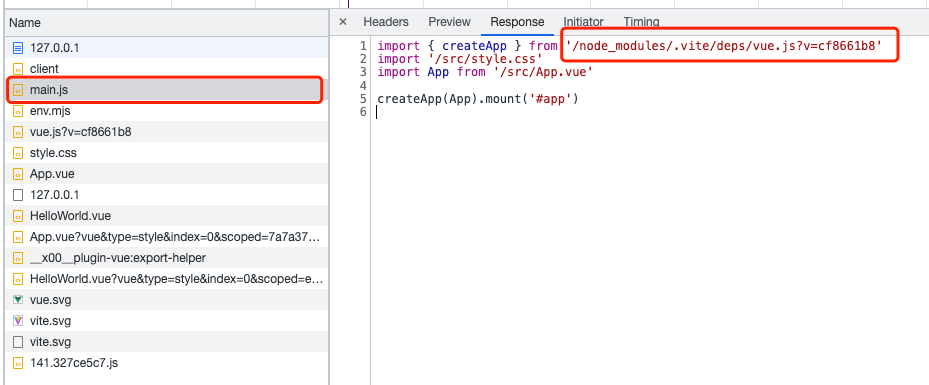 Name
127.0.0.1
client
main.js
env.mjs
vue.js?v=cf8661b8
style.css
App.vue
127.0.0.1
HelloWorld.vue
App.vue?vue&type=style&index=0&scoped=7a7a37…
__x00__plugin-vue:export-helper
HelloWorld.vue?vue&type=style&index=0&scoped=e…
vue.svg
vite.svg
vite.svg
141.327ce5c7.js
× Headers Preview Response Initiator Timing
1 import { createApp } from '/node_modules/.vite/deps/vue.js?v=cf8661b8'
2 import '/src/style.css'
3 import App from '/src/App.vue'
4
5 createApp(App).mount('#app')
6